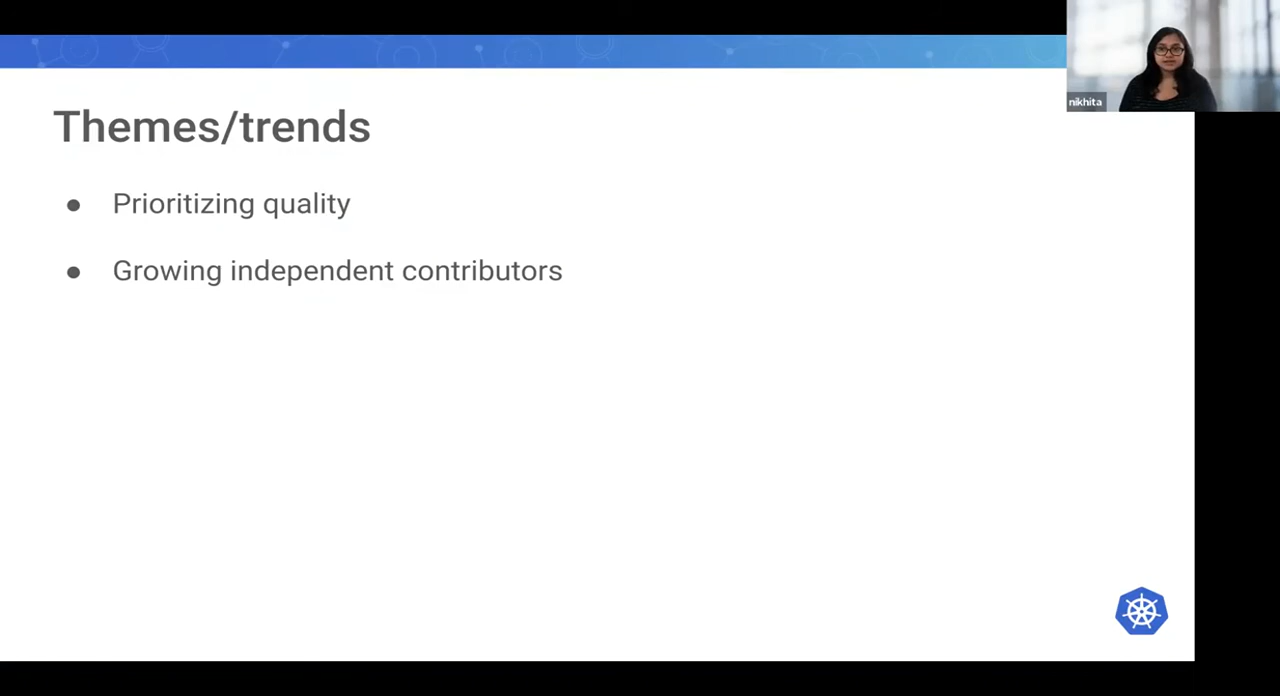 nikhita
Themes/trends
● Prioritizing quality
● Growing independent contributors